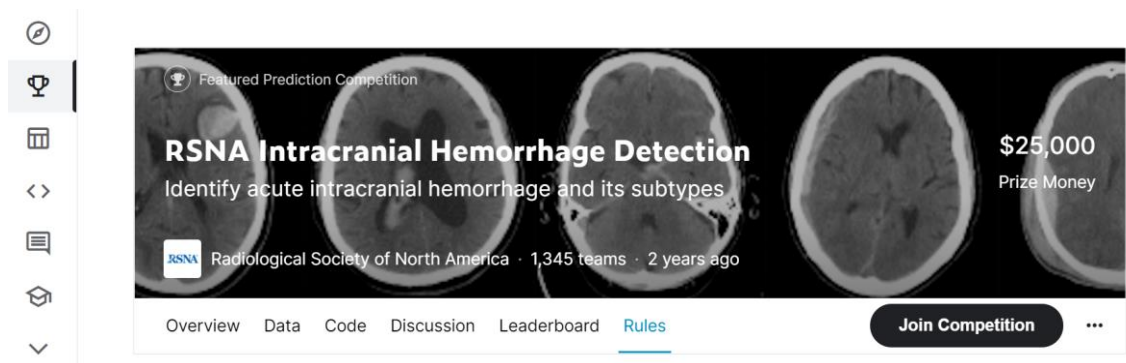 Featured Prediction Competition
RSNA Intracranial Hemorrhage Detection
$25,000
Identify acute intracranial hemorrhage and its subtypes
Prize Money
RSNA Radiological Society of North America · 1,345 teams · 2 years ago
Overview Data Code Discussion Leaderboard Rules Join Competition